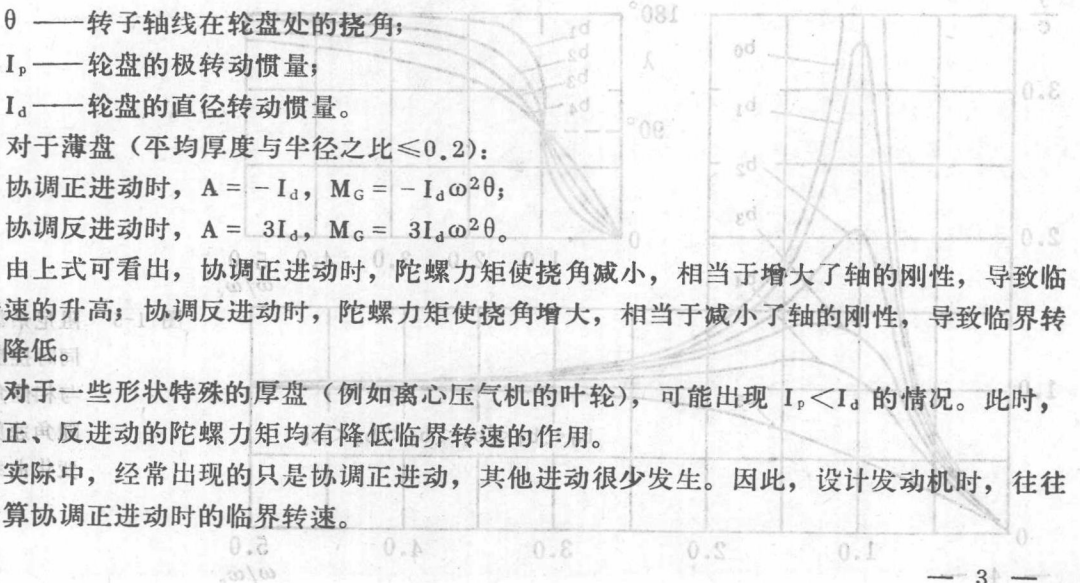 θ ——转子轴线在轮盘处的挠角；
Iₚ——轮盘的极转动惯量；
I_d——轮盘的直径转动惯量。
对于薄盘（平均厚度与半径之比≤0.2）：
协调正进动时，A = －I_d，M_G = －I_dω²θ；
协调反进动时，A = 3I_d，M_G = 3I_dω²θ。
由上式可看出，协调正进动时，陀螺力矩使挠角减小，相当于增大了轴的刚性，导致临
速的升高；协调反进动时，陀螺力矩使挠角增大，相当于减小了轴的刚性，导致临界转
降低。
对于一些形状特殊的厚盘（例如离心压气机的叶轮），可能出现 Iₚ＜I_d 的情况。此时，
正、反进动的陀螺力矩均有降低临界转速的作用。
实际中，经常出现的只是协调正进动，其他进动很少发生。因此，设计发动机时，往往
算协调正进动时的临界转速。
— 3 —